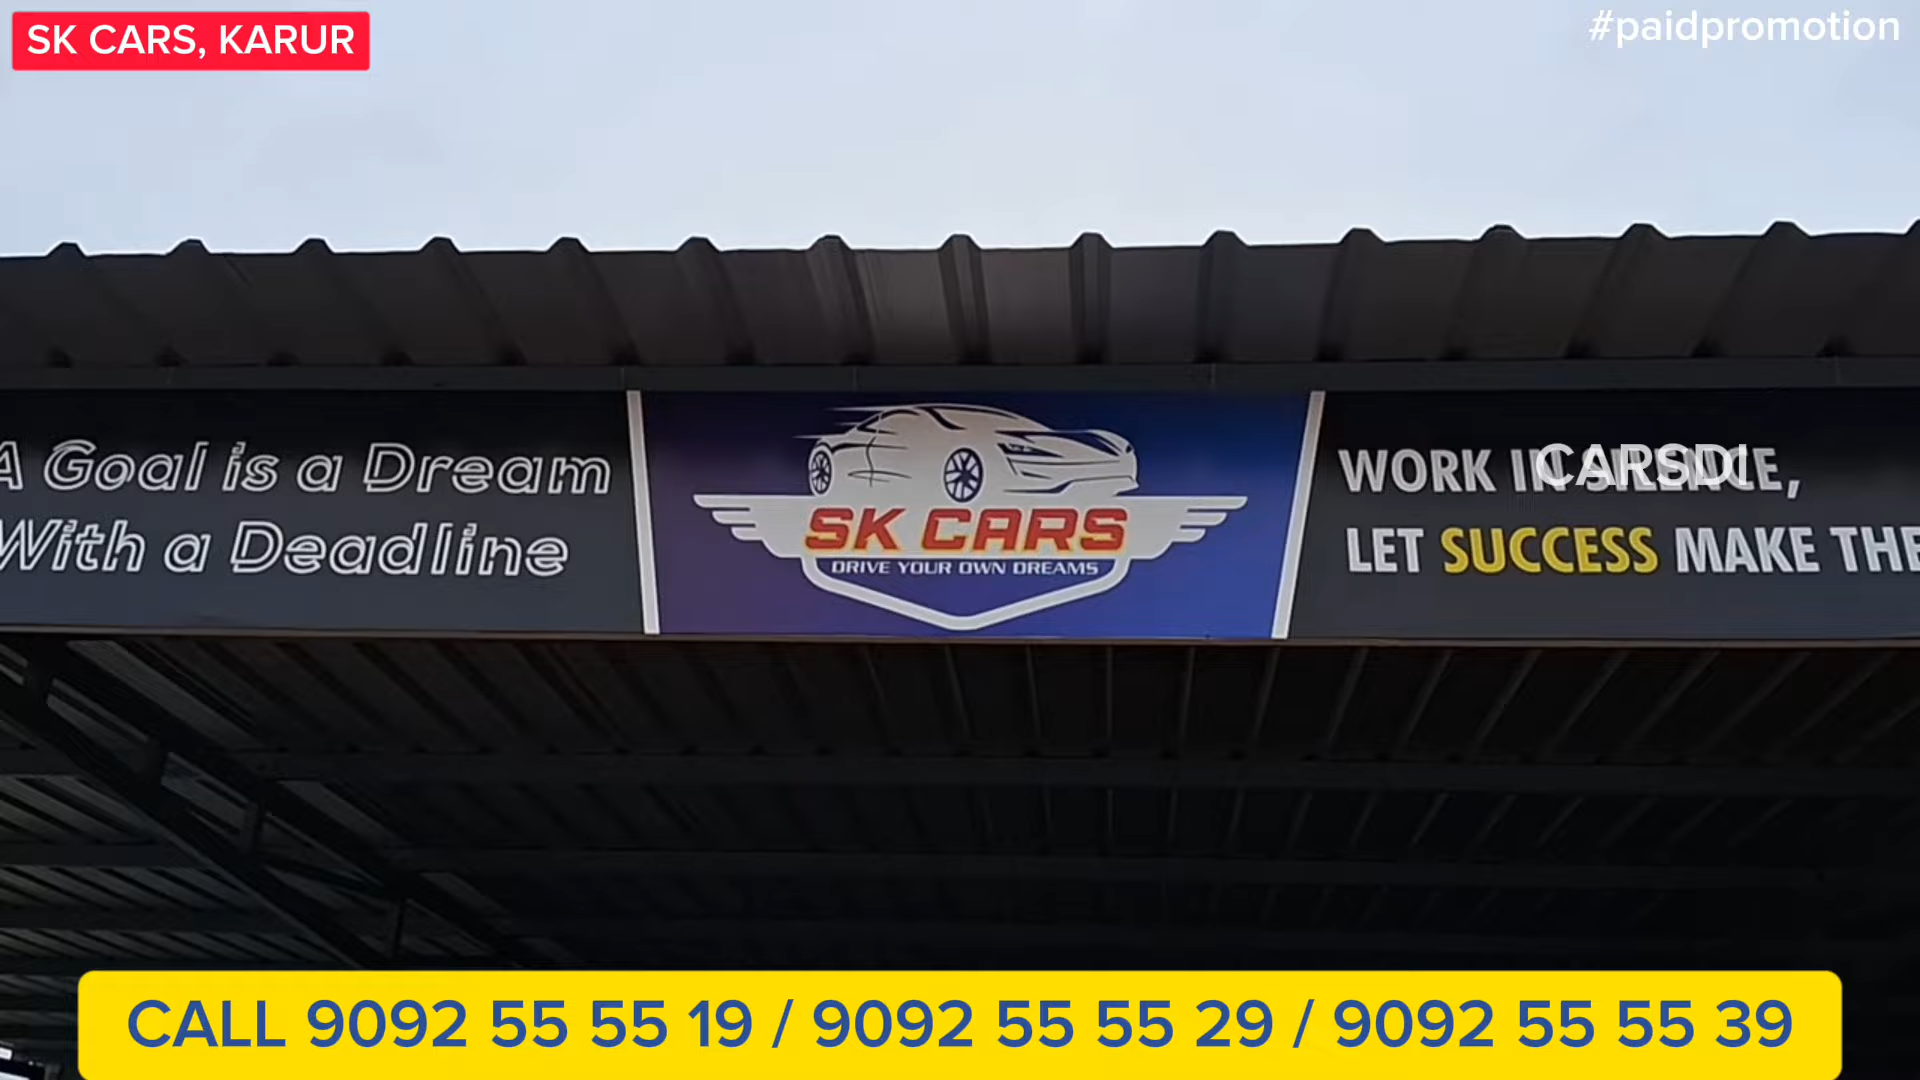 SK CARS, KARUR
#paidpromotion
A Goal is a Dream
With a Deadline
SK CARS
DRIVE YOUR OWN DREAMS
WORK IN SILENCE,
LET SUCCESS MAKE THE
CARSDI
CALL 9092 55 55 19 / 9092 55 55 29 / 9092 55 55 39